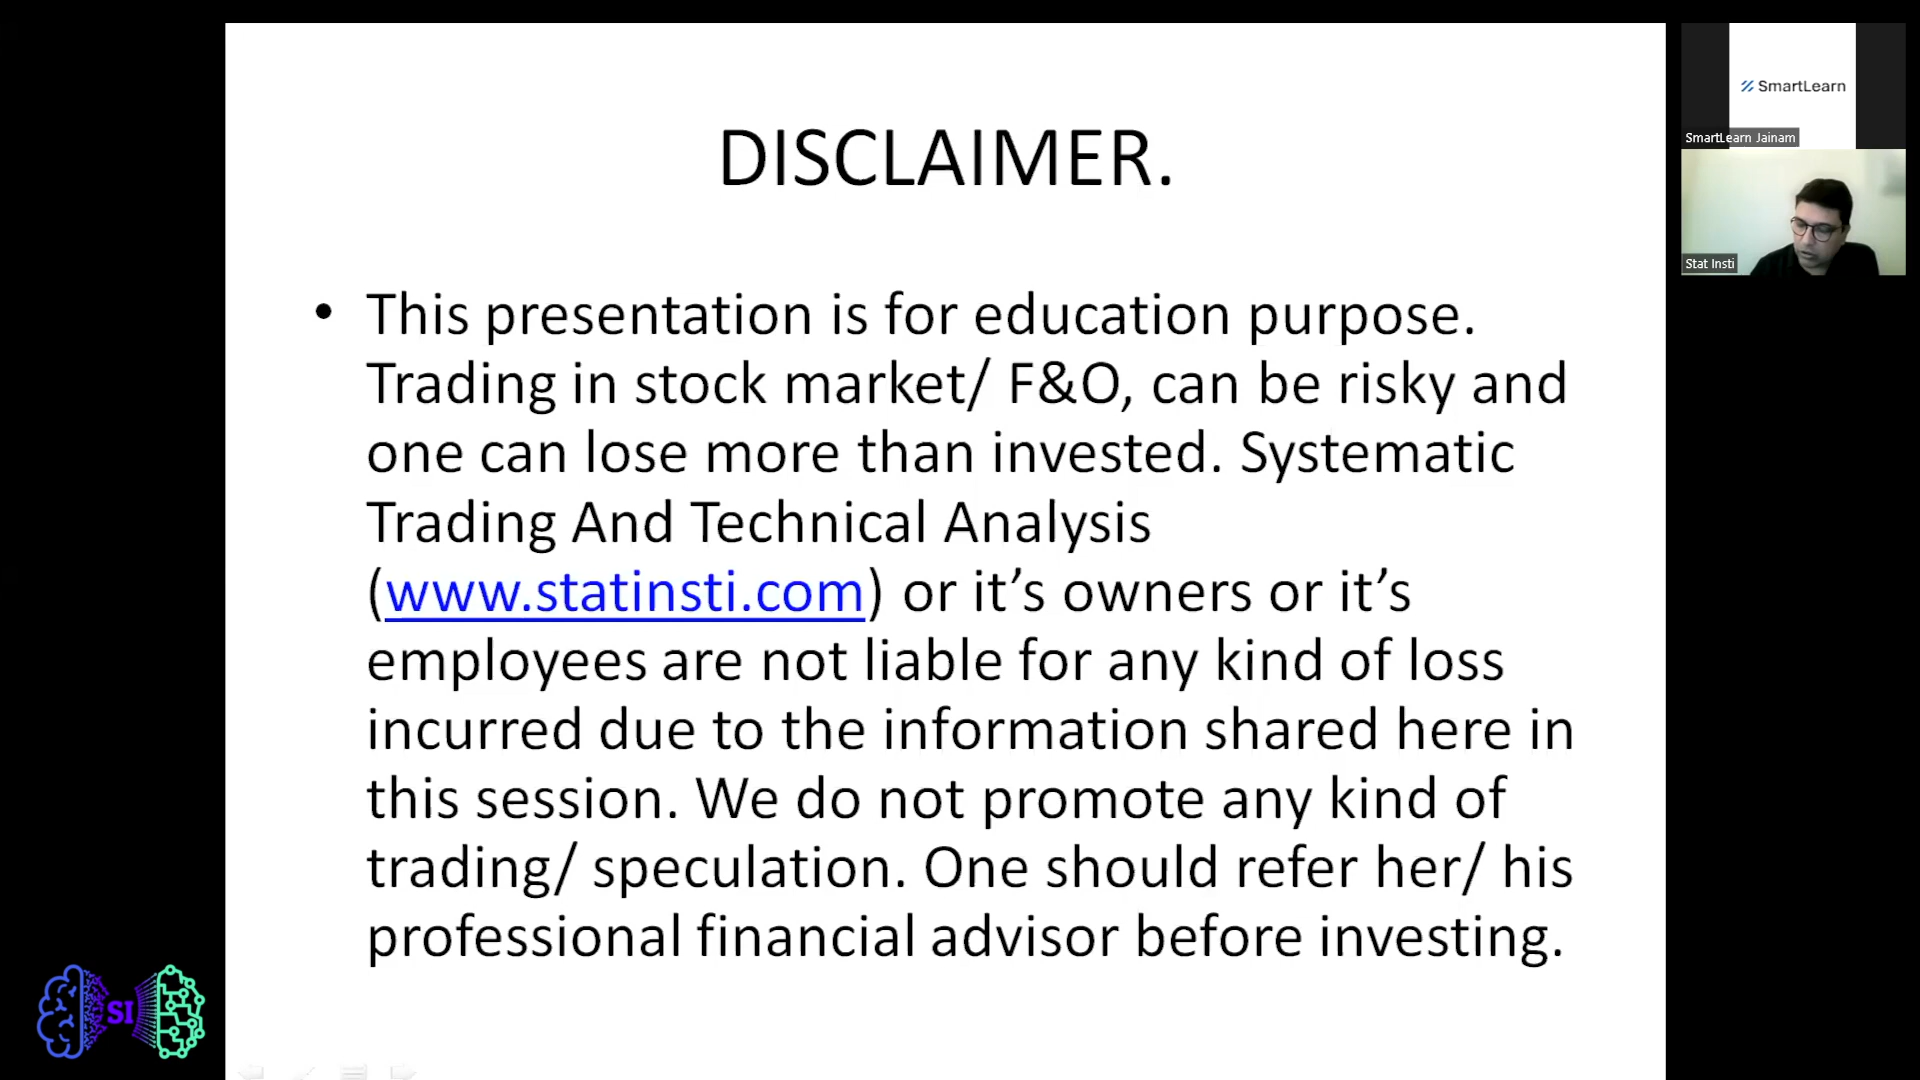 DISCLAIMER.
• This presentation is for education purpose.
Trading in stock market/ F&O, can be risky and
one can lose more than invested. Systematic
Trading And Technical Analysis
(www.statinsti.com) or it’s owners or it’s
employees are not liable for any kind of loss
incurred due to the information shared here in
this session. We do not promote any kind of
trading/ speculation. One should refer her/ his
professional financial advisor before investing.
SmartLearn
SmartLearn Jainam
Stat Insti
SI